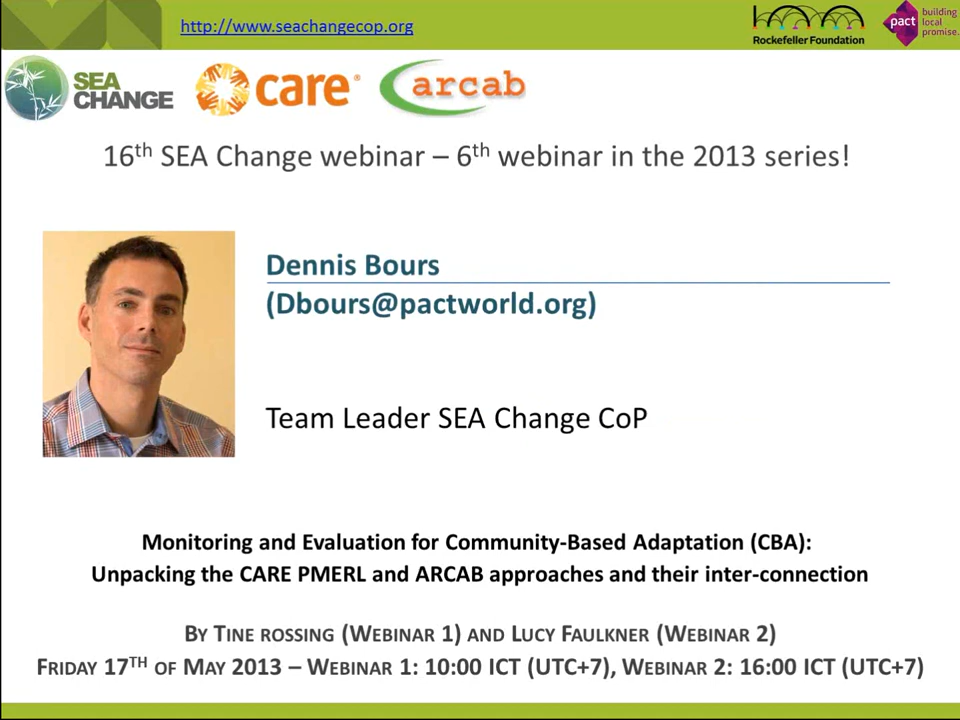 http://www.seachangecop.org
Rockefeller Foundation
pact
building
local
promise.
SEA
CHANGE
care®
arcab
16th SEA Change webinar – 6th webinar in the 2013 series!
Dennis Bours
(Dbours@pactworld.org)
Team Leader SEA Change CoP
Monitoring and Evaluation for Community-Based Adaptation (CBA):
Unpacking the CARE PMERL and ARCAB approaches and their inter-connection
BY TINE ROSSING (WEBINAR 1) AND LUCY FAULKNER (WEBINAR 2)
FRIDAY 17TH OF MAY 2013 – WEBINAR 1: 10:00 ICT (UTC+7), WEBINAR 2: 16:00 ICT (UTC+7)